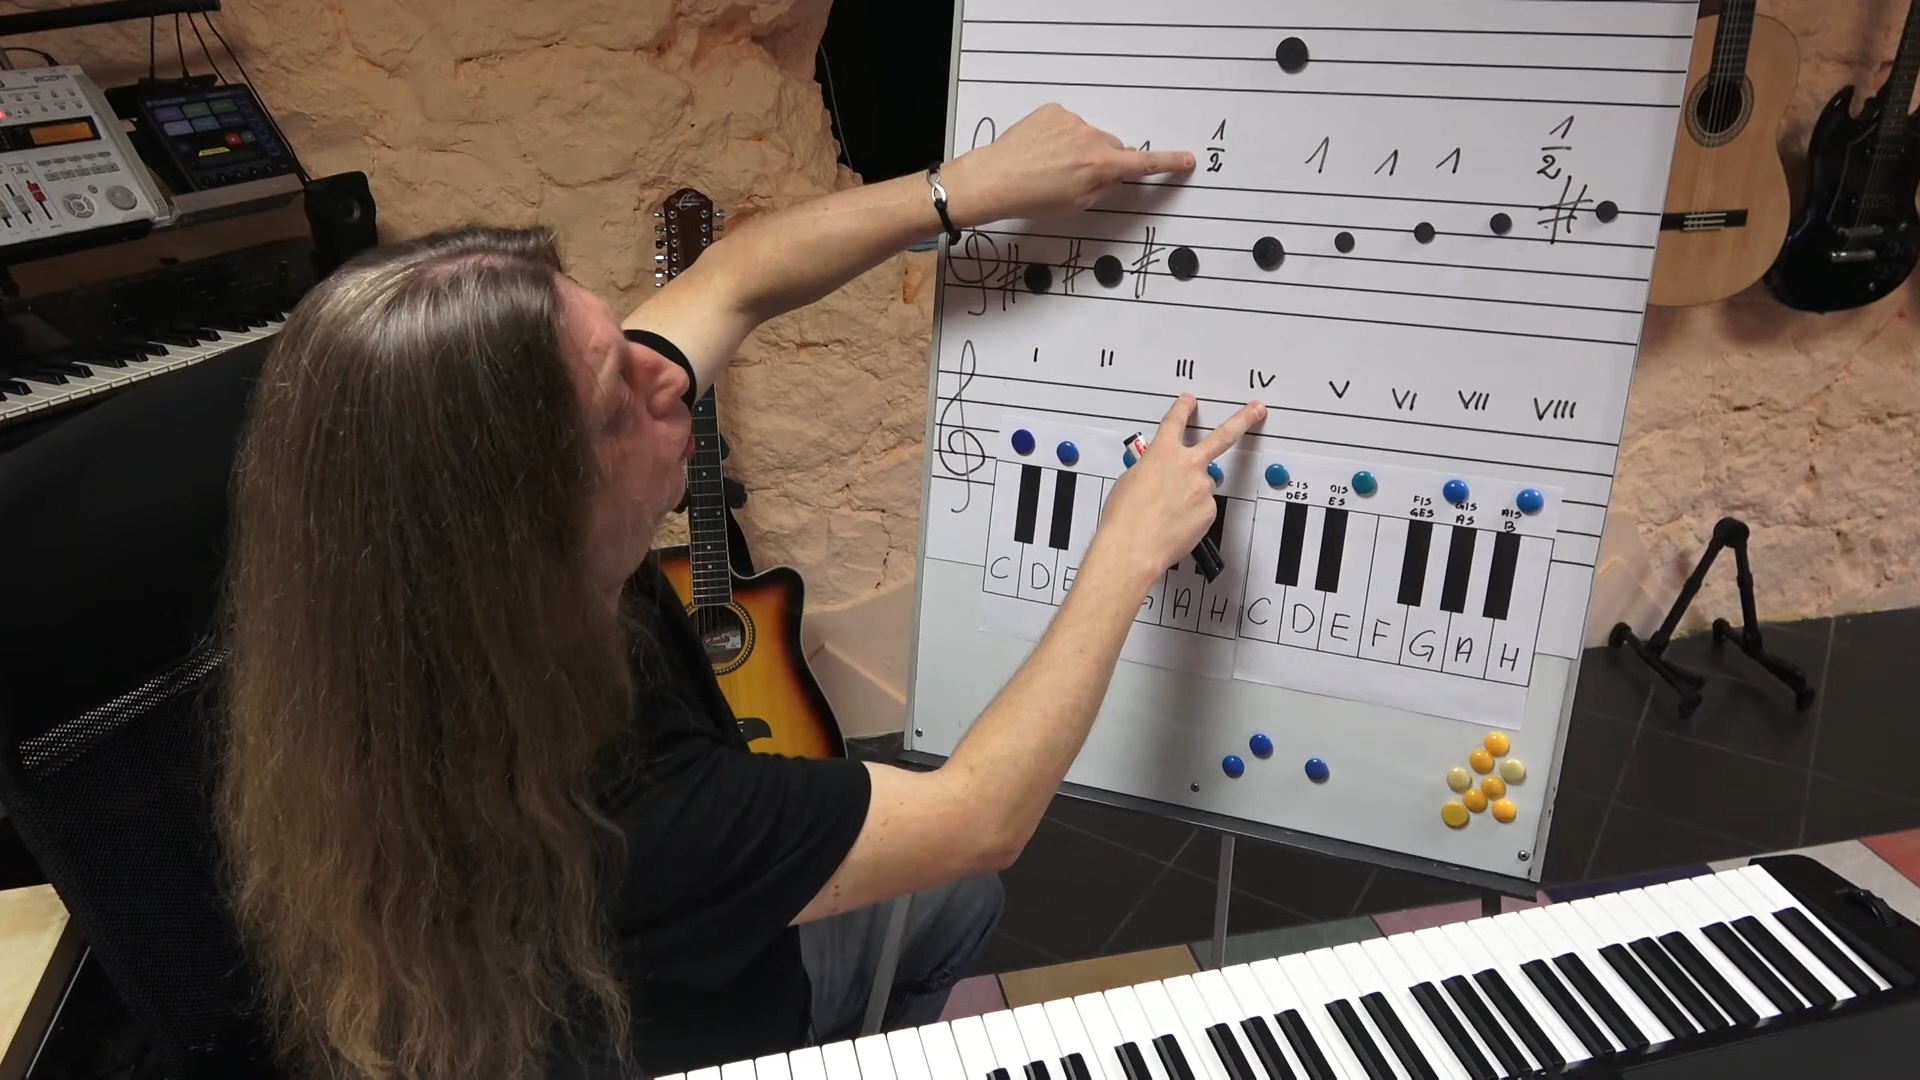 1 1/2 1 1 1 1/2
# # # #
I II III IV V VI VII VIII
CIS DIS FIS GIS AIS
DES ES GES AS B
C D E G A H C D E F G A H